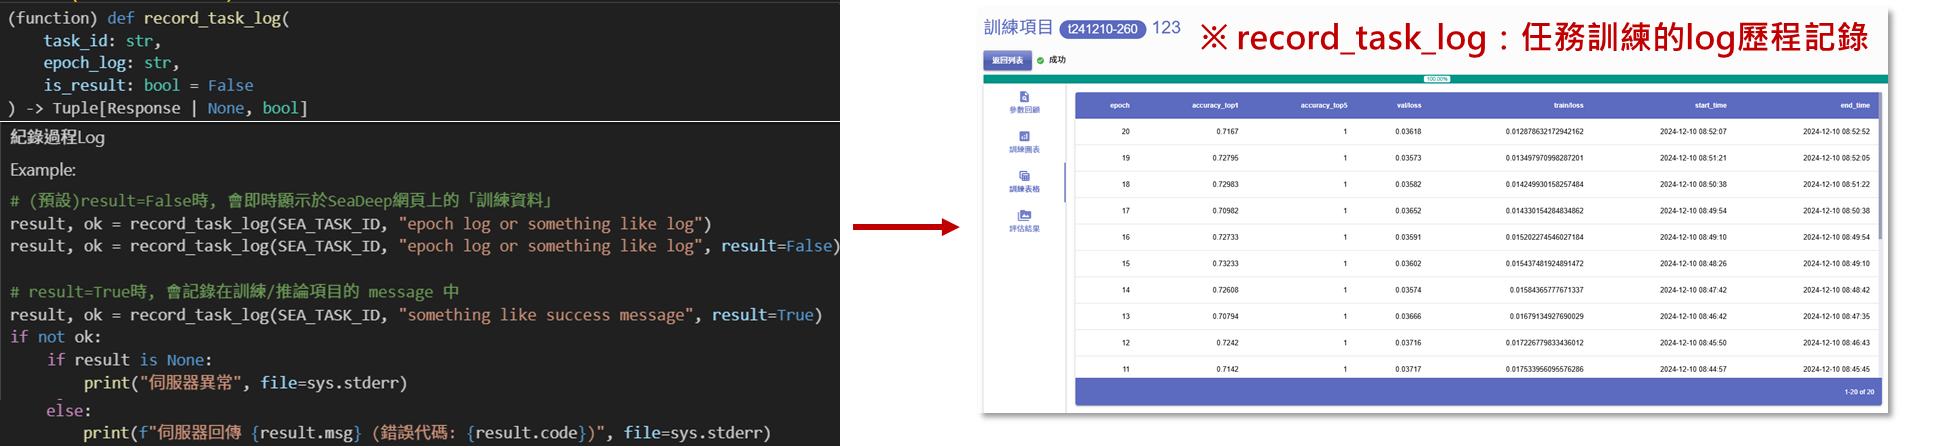 (function) def record_task_log(
    task_id: str,
    epoch_log: str,
    is_result: bool = False
) -> Tuple[Response | None, bool]
紀錄過程Log
Example:
# (預設)result=False時, 會即時顯示於SeaDeep網頁上的「訓練資料」
result, ok = record_task_log(SEA_TASK_ID, "epoch log or something like log")
result, ok = record_task_log(SEA_TASK_ID, "epoch log or something like log", result=False)
# result=True時, 會記錄在訓練/推論項目的 message 中
result, ok = record_task_log(SEA_TASK_ID, "something like success message", result=True)
if not ok:
    if result is None:
        print("伺服器異常", file=sys.stderr)
    else:
        print(f"伺服器回傳 {result.msg} (錯誤代碼: {result.code})", file=sys.stderr)
訓練項目 t241210-260 123
※ record_task_log：任務訓練的log歷程記錄
返回列表 成功
100.00%
參數回顧
訓練圖表
訓練表格
評估結果
epoch accuracy_top1 accuracy_top5 val/loss train/loss start_time end_time
20 0.7167 1 0.03618 0.012878632172942162 2024-12-10 08:52:07 2024-12-10 08:52:52
19 0.72795 1 0.03573 0.013497970998287201 2024-12-10 08:51:21 2024-12-10 08:52:05
18 0.72983 1 0.03582 0.014249930158257484 2024-12-10 08:50:38 2024-12-10 08:51:22
17 0.70982 1 0.03652 0.014330154284834862 2024-12-10 08:49:54 2024-12-10 08:50:38
16 0.72733 1 0.03591 0.015202274546027184 2024-12-10 08:49:10 2024-12-10 08:49:54
15 0.73233 1 0.03602 0.015437481924891472 2024-12-10 08:48:26 2024-12-10 08:49:10
14 0.72608 1 0.03574 0.01584365777671337 2024-12-10 08:47:42 2024-12-10 08:48:42
13 0.70794 1 0.03666 0.01679134927690029 2024-12-10 08:46:42 2024-12-10 08:47:35
12 0.7242 1 0.03716 0.017226779833436012 2024-12-10 08:45:50 2024-12-10 08:46:43
11 0.7142 1 0.03717 0.017533956095576286 2024-12-10 08:44:57 2024-12-10 08:45:45
1-20 of 20